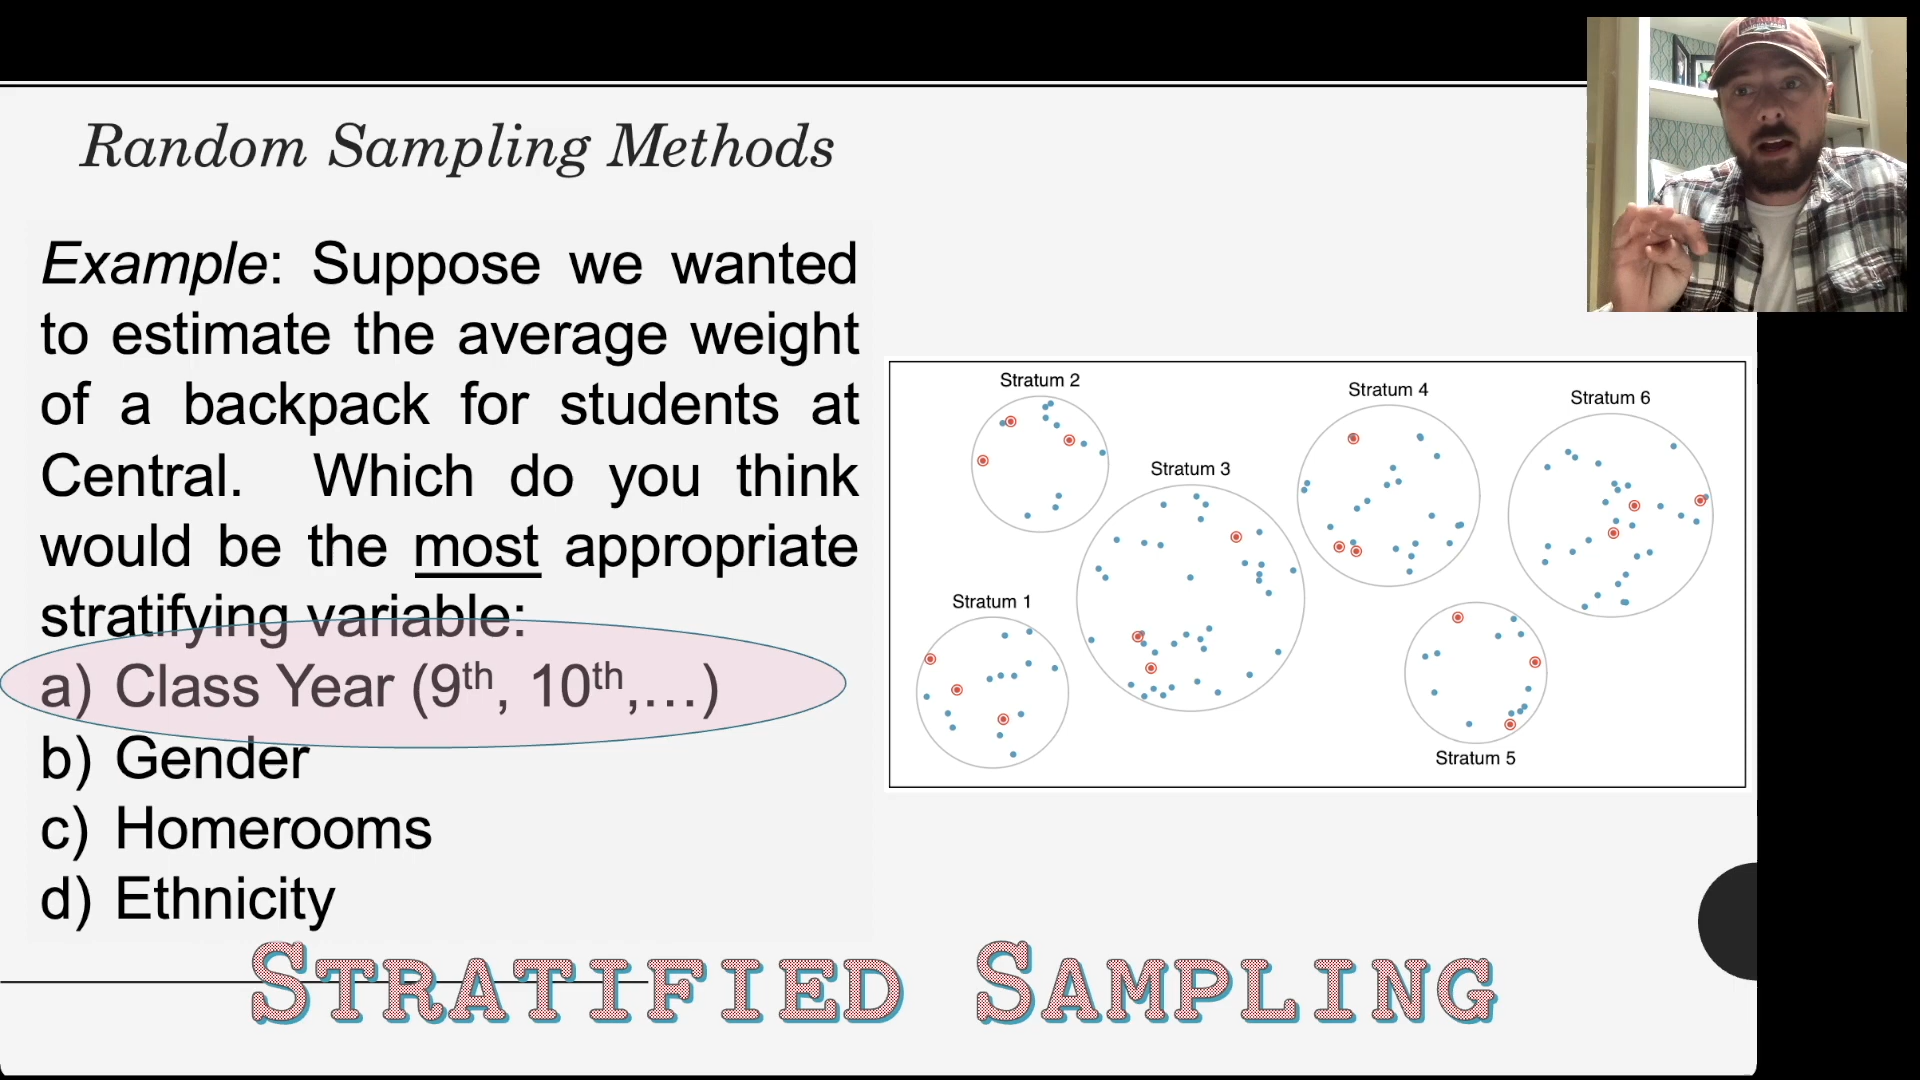 Random Sampling Methods
Example: Suppose we wanted
to estimate the average weight
of a backpack for students at
Central. Which do you think
would be the most appropriate
stratifying variable:
a) Class Year (9th, 10th,…)
b) Gender
c) Homerooms
d) Ethnicity
Stratum 2
Stratum 4
Stratum 6
Stratum 3
Stratum 1
Stratum 5
STRATIFIED SAMPLING